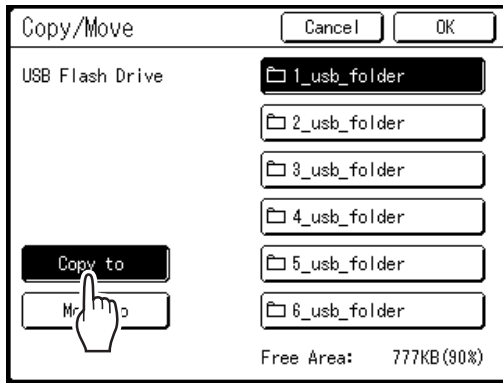 Copy/Move
Cancel
OK
USB Flash Drive
1_usb_folder
2_usb_folder
3_usb_folder
4_usb_folder
5_usb_folder
6_usb_folder
Copy to
Free Area: 777KB(90%)